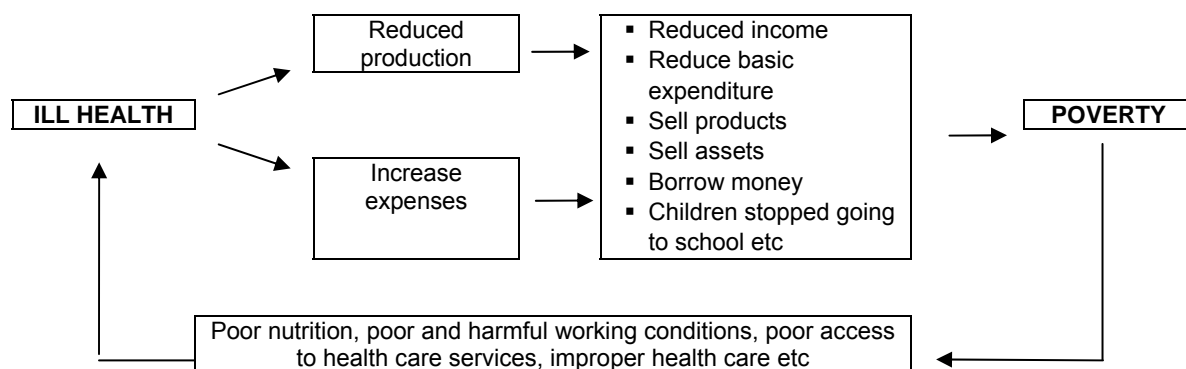 ILL HEALTH
Reduced
production
Increase
expenses
▪ Reduced income
▪ Reduce basic
expenditure
▪ Sell products
▪ Sell assets
▪ Borrow money
▪ Children stopped going
to school etc
POVERTY
Poor nutrition, poor and harmful working conditions, poor access
to health care services, improper health care etc